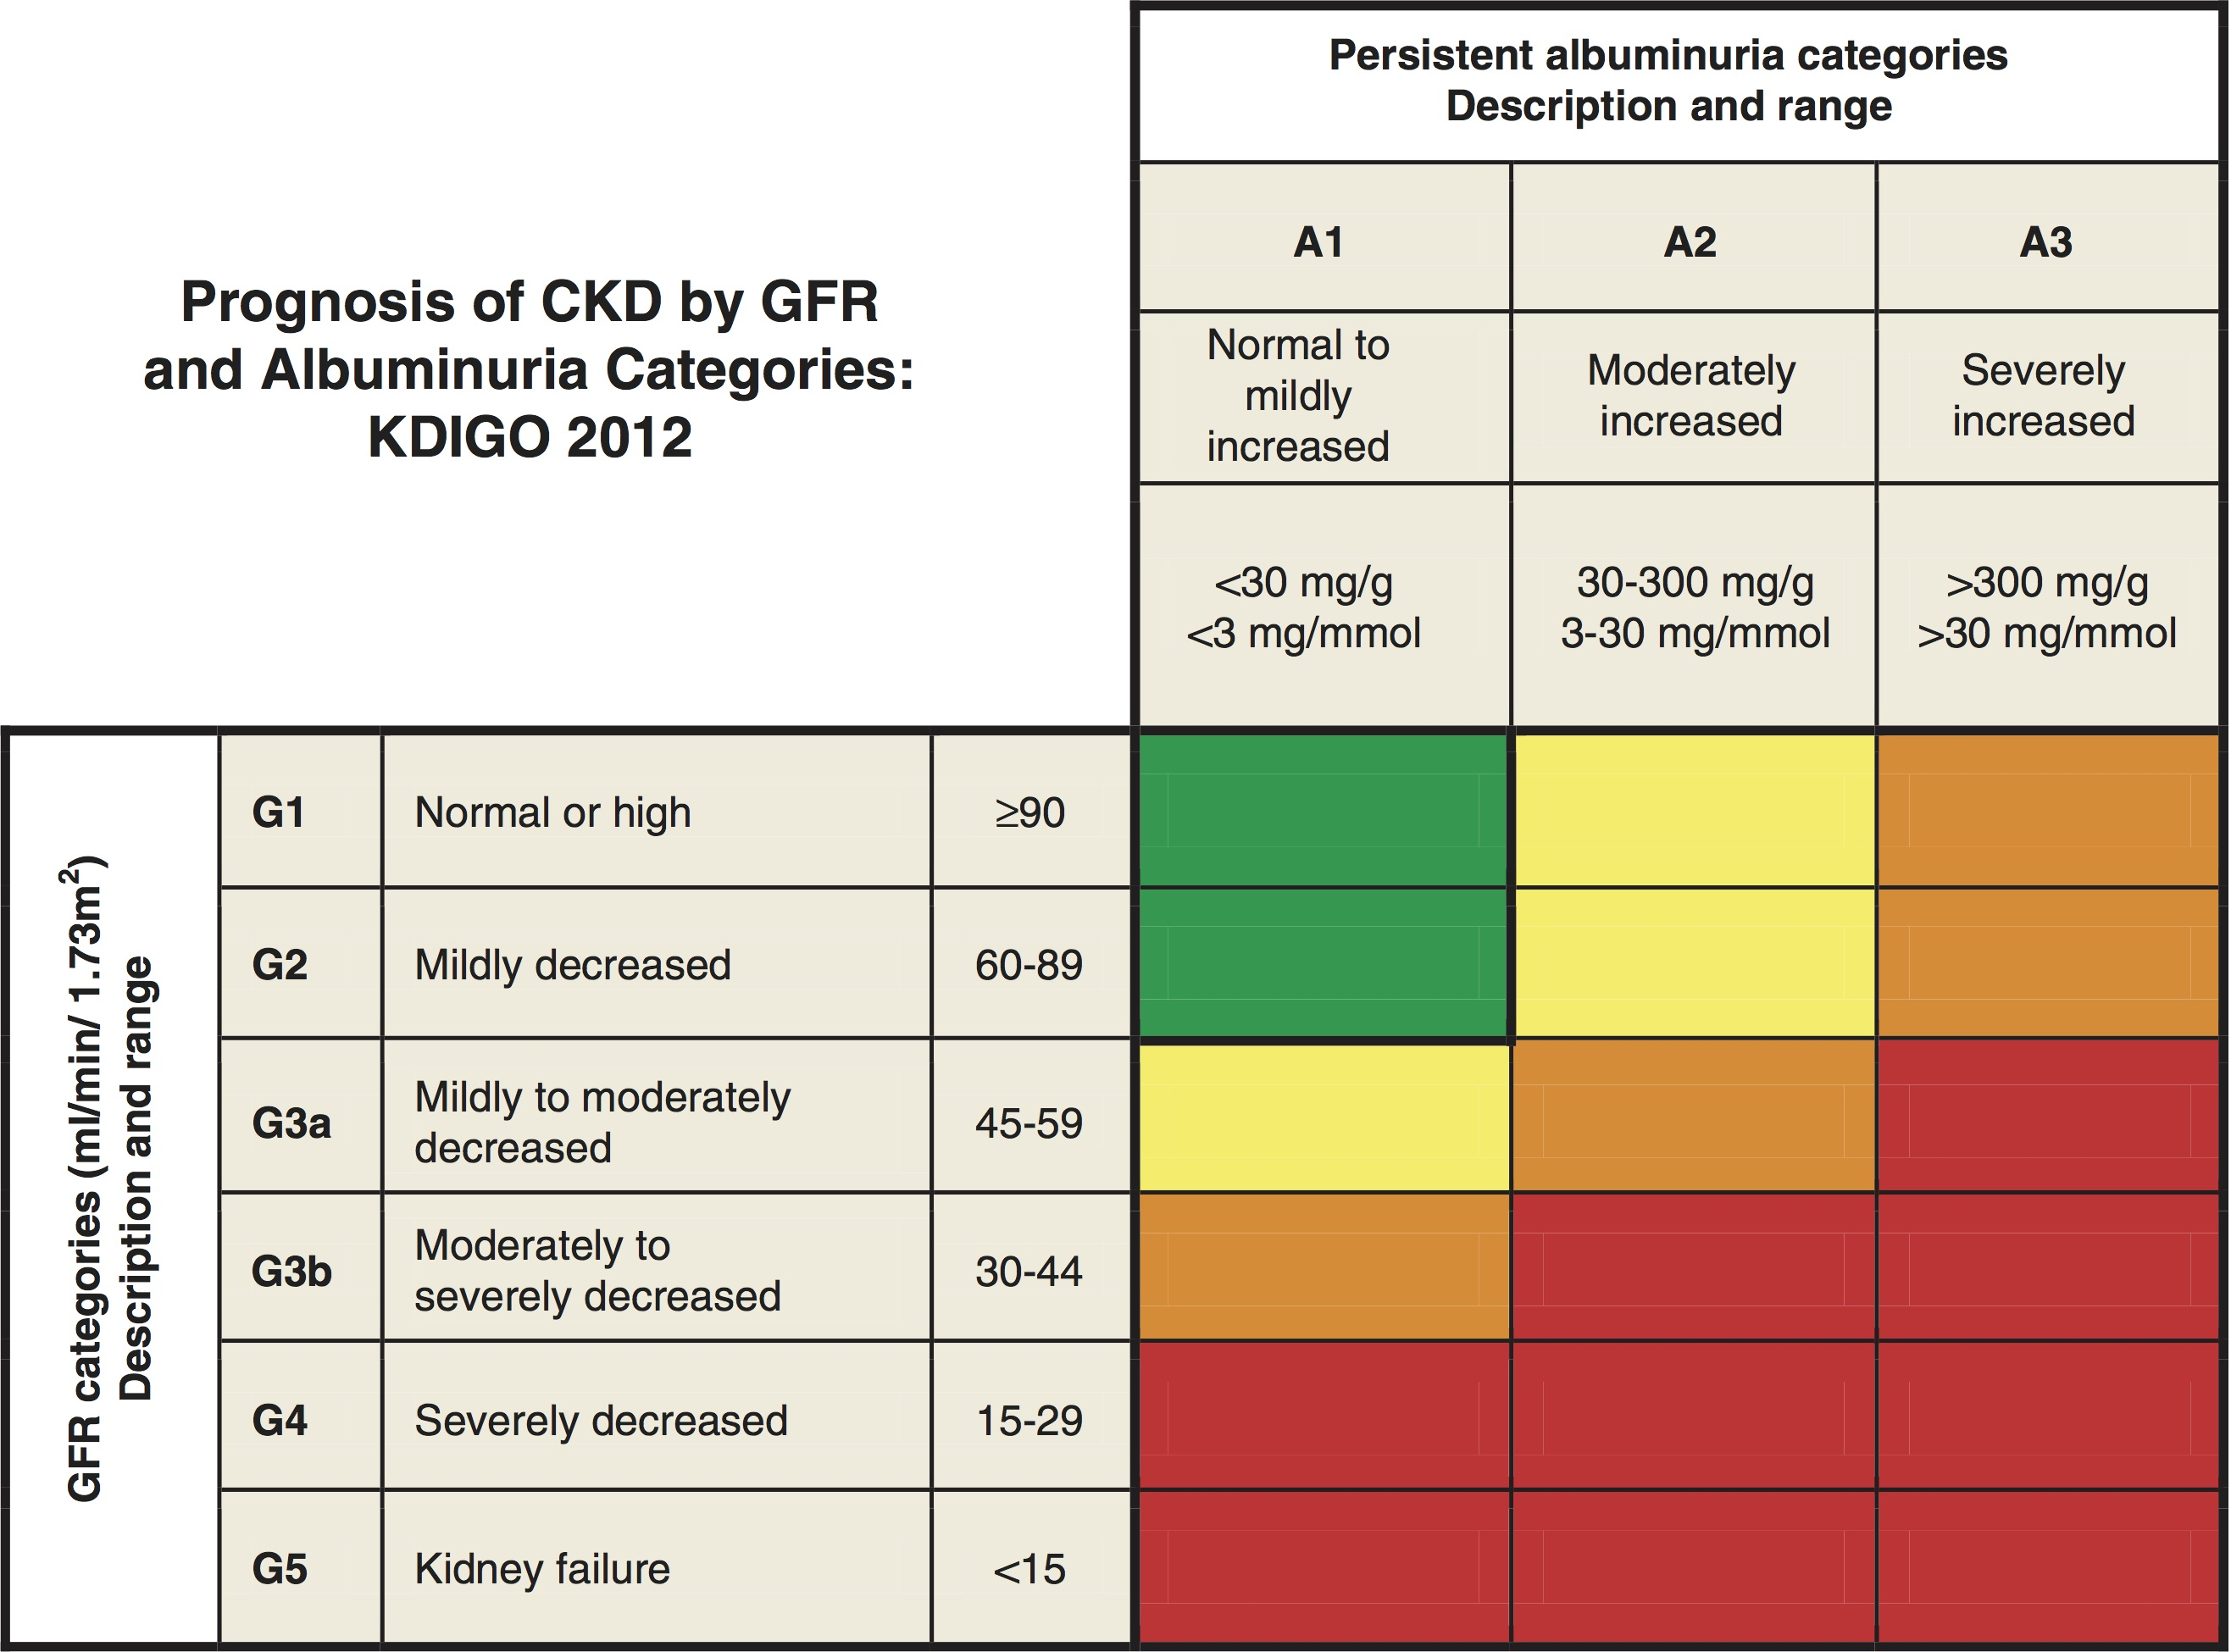 Persistent albuminuria categories
Description and range
Prognosis of CKD by GFR
and Albuminuria Categories:
KDIGO 2012
A1
A2
A3
Normal to
mildly
increased
Moderately
increased
Severely
increased
<30 mg/g
<3 mg/mmol
30-300 mg/g
3-30 mg/mmol
>300 mg/g
>30 mg/mmol
GFR categories (ml/min/ 1.73m²)
Description and range
G1
Normal or high
≥90
G2
Mildly decreased
60-89
G3a
Mildly to moderately
decreased
45-59
G3b
Moderately to
severely decreased
30-44
G4
Severely decreased
15-29
G5
Kidney failure
<15